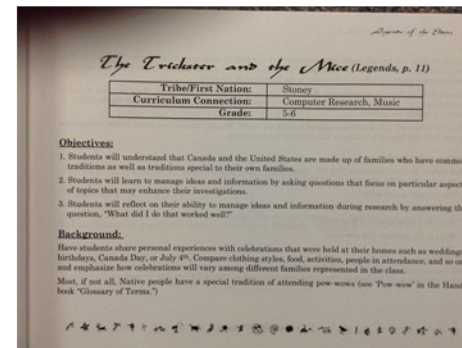 Legends of the Elders
The Trickster and the Mice (Legends, p. 11)
Tribe/First Nation: Stoney
Curriculum Connection: Computer Research, Music
Grade: 5-6
Objectives:
1. Students will understand that Canada and the United States are made up of families who have commo
traditions as well as traditions special to their own families.
2. Students will learn to manage ideas and information by asking questions that focus on particular aspect
of topics that may enhance their investigations.
3. Students will reflect on their ability to manage ideas and information during research by answering th
question, "What did I do that worked well?"
Background:
Have students share personal experiences with celebrations that were held at their homes such as wedding
birthdays, Canada Day, or July 4th. Compare clothing styles, food, activities, people in attendance, and so on
and emphasize how celebrations will vary among different families represented in the class.
Most, if not all, Native people have a special tradition of attending pow-wows (see 'Pow-wow' in the Hand
book "Glossary of Terms.")